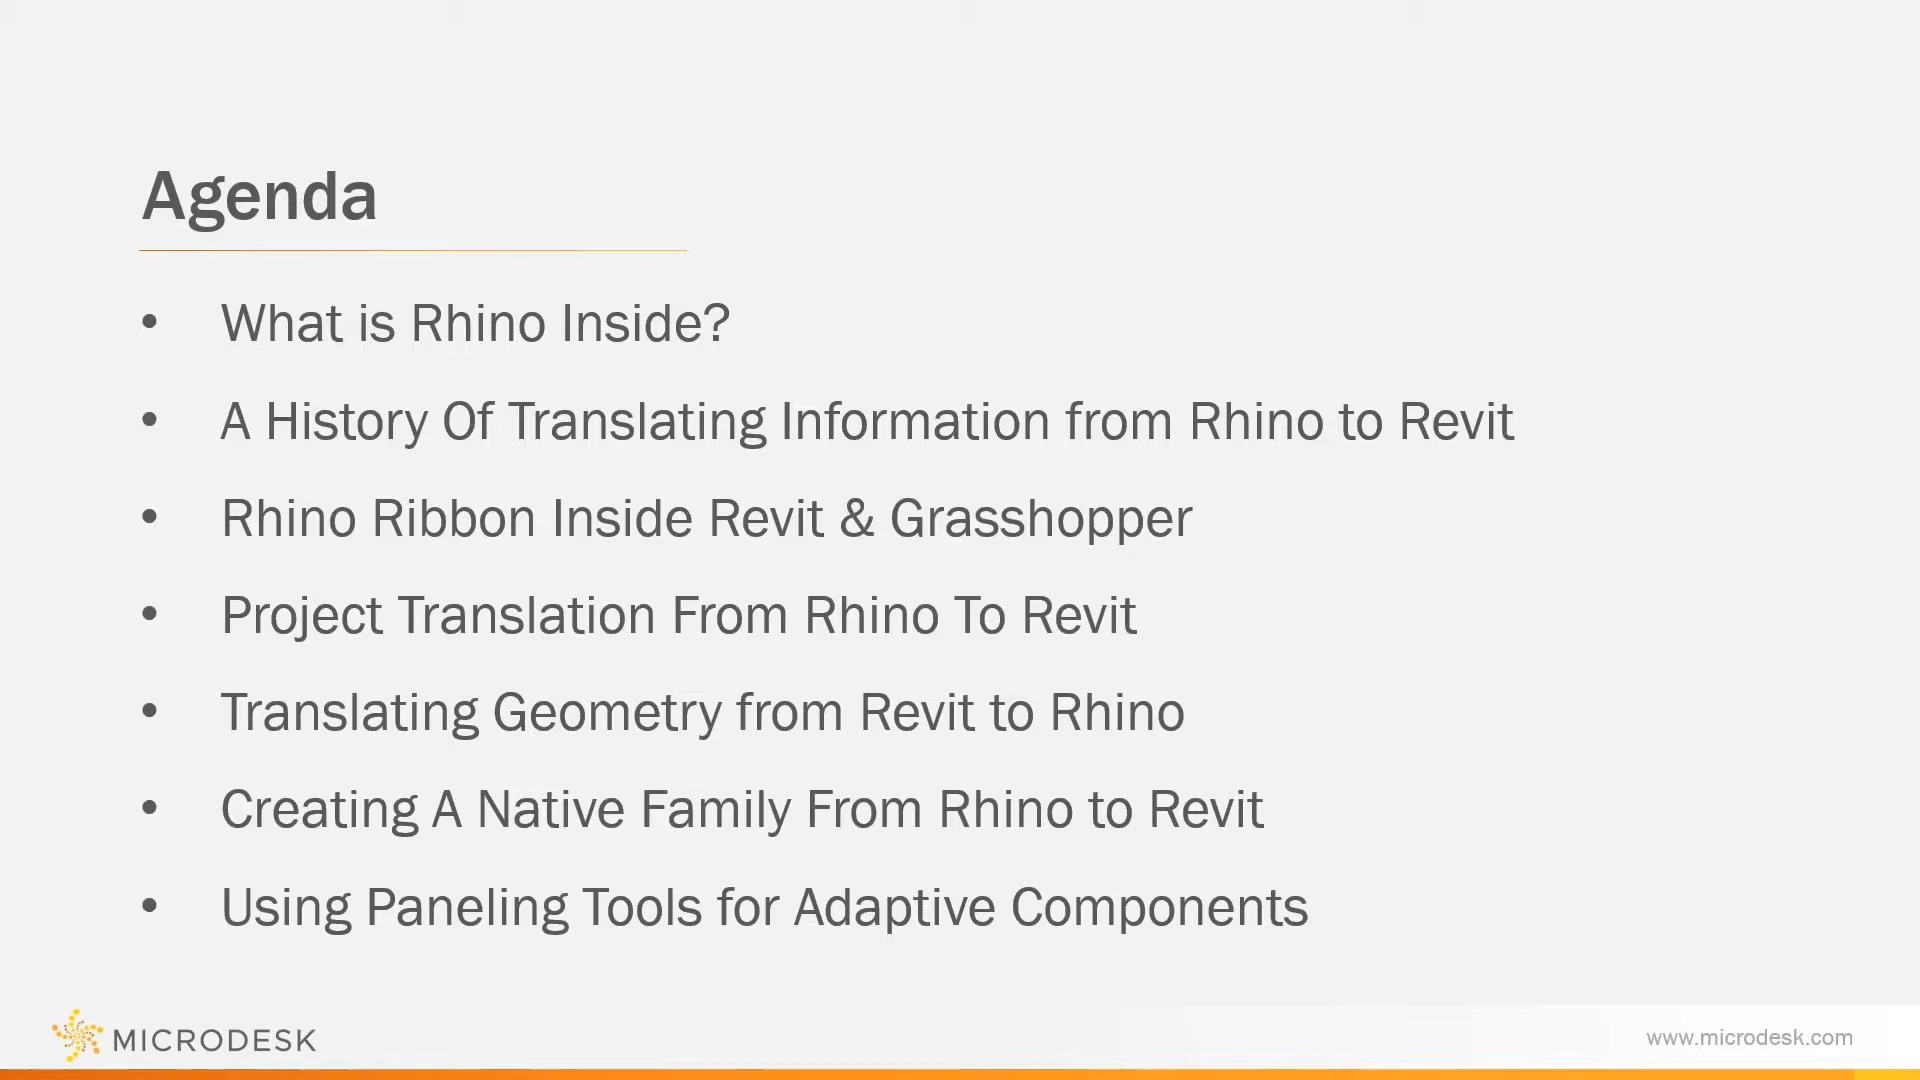 Agenda
• What is Rhino Inside?
• A History Of Translating Information from Rhino to Revit
• Rhino Ribbon Inside Revit & Grasshopper
• Project Translation From Rhino To Revit
• Translating Geometry from Revit to Rhino
• Creating A Native Family From Rhino to Revit
• Using Paneling Tools for Adaptive Components
MICRODESK
www.microdesk.com